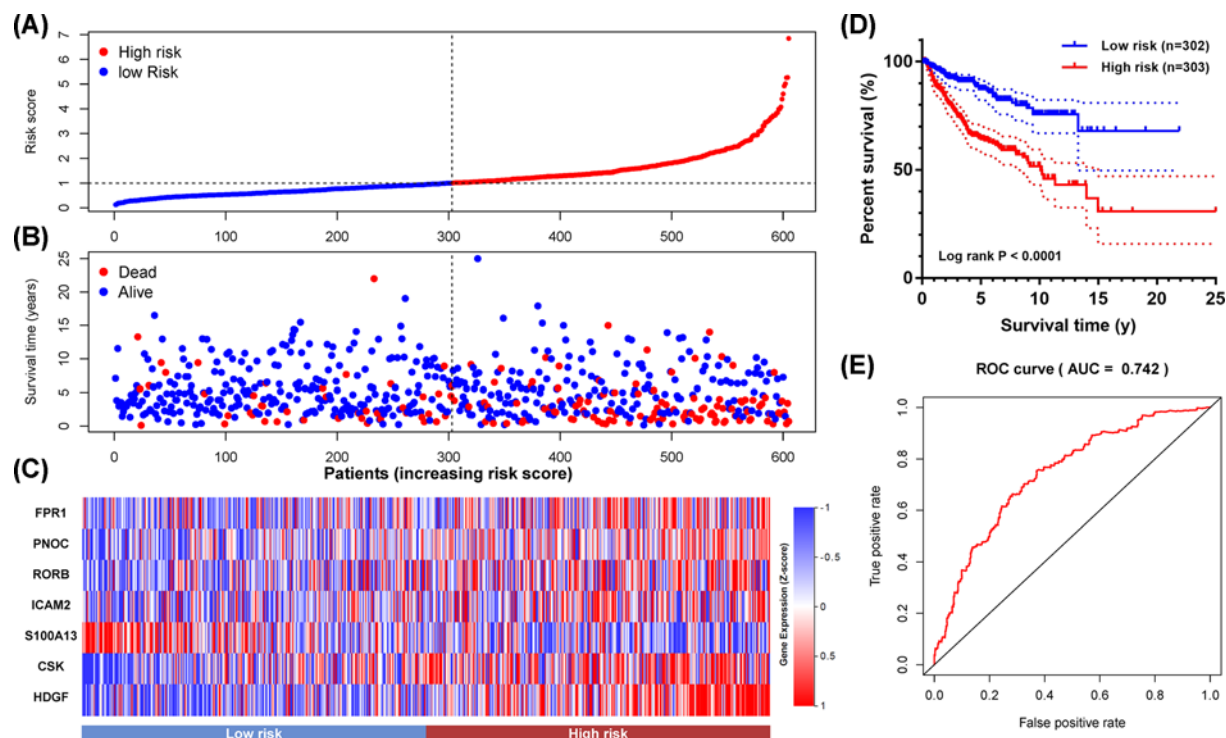 (A)
7
6
5
4
3
2
1
0
Risk score
High risk
low Risk
0 100 200 300 400 500 600
(B)
25
20
15
10
5
0
Survival time (years)
Dead
Alive
0 100 200 300 400 500 600
Patients (increasing risk score)
(C)
FPR1
PNOC
RORB
ICAM2
S100A13
CSK
HDGF
Low risk High risk
Gene Expression (Z-score)
-1
-0.5
0
0.5
1
(D)
Low risk (n=302)
High risk (n=303)
100
50
0
Percent survival (%)
Log rank P < 0.0001
0 5 10 15 20 25
Survival time (y)
(E)
ROC curve ( AUC = 0.742 )
1.0
0.8
0.6
0.4
0.2
0.0
True positive rate
0.0 0.2 0.4 0.6 0.8 1.0
False positive rate